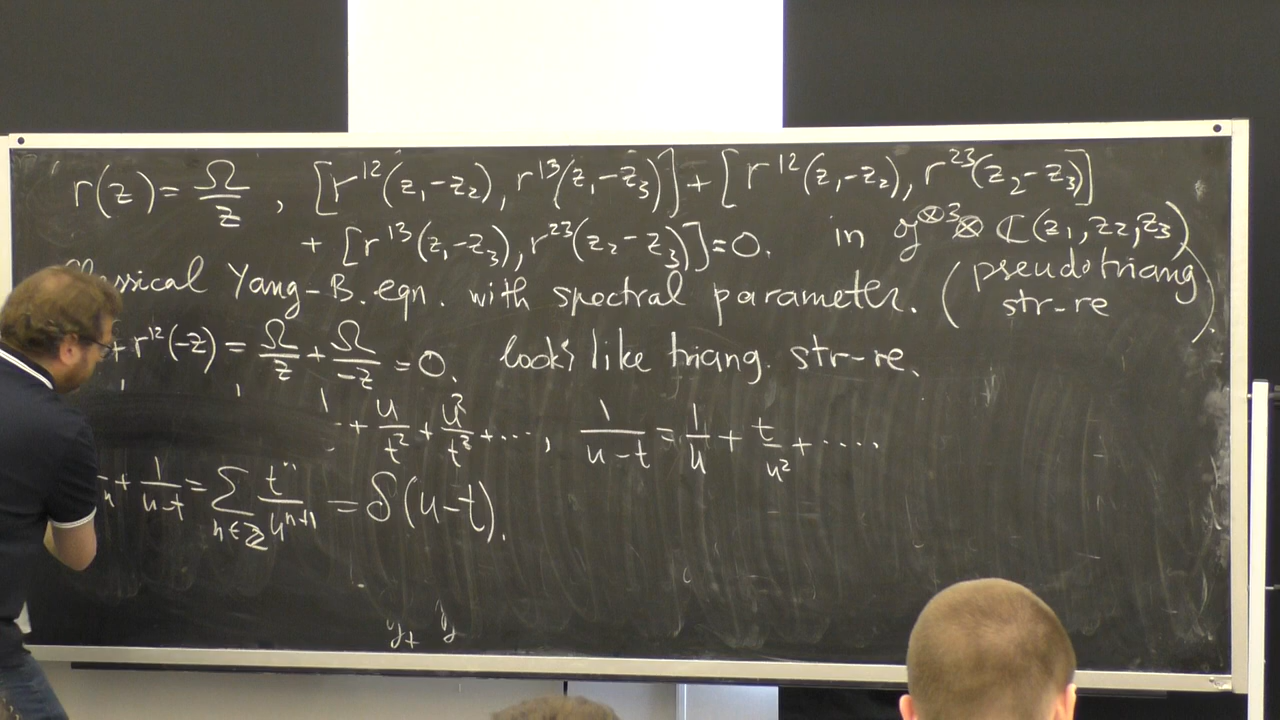 r(z) = Ω/z , [r¹²(z₁-z₂), r¹³(z₁-z₃)] + [r¹²(z₁-z₂), r²³(z₂-z₃)]
+ [r¹³(z₁-z₃), r²³(z₂-z₃)] = 0. in g^{⊗3} ⊗ ℂ(z₁,z₂,z₃)
Classical Yang-B. eqn. with spectral parameter. (pseudotriang str-re).
+ r¹²(-z) = Ω/z + Ω/-z = 0. looks like triang. str-re.
+ u/t² + u²/t³ + ..., 1/(u-t) = 1/u + t/u² + ....
+ 1/(u-t) = Σ_{n∈ℤ} tⁿ/uⁿ⁺¹ = δ(u-t).
g₊ g